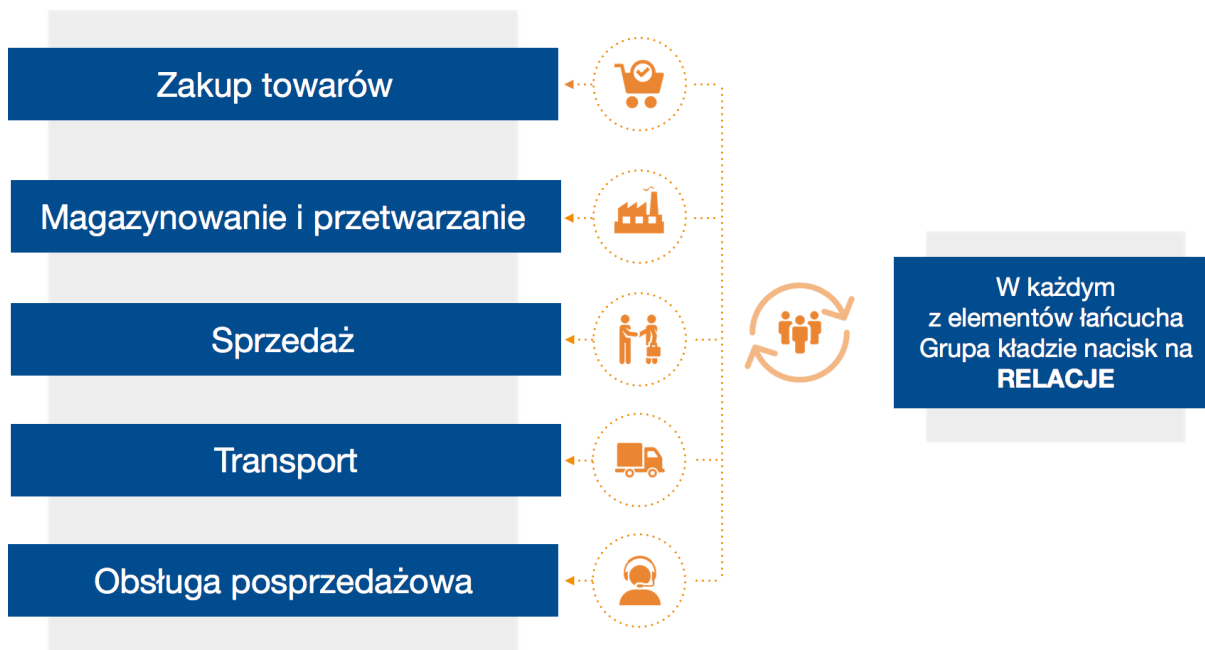 Zakup towarów
Magazynowanie i przetwarzanie
Sprzedaż
Transport
Obsługa posprzedażowa
W każdym
z elementów łańcucha
Grupa kładzie nacisk na
RELACJE